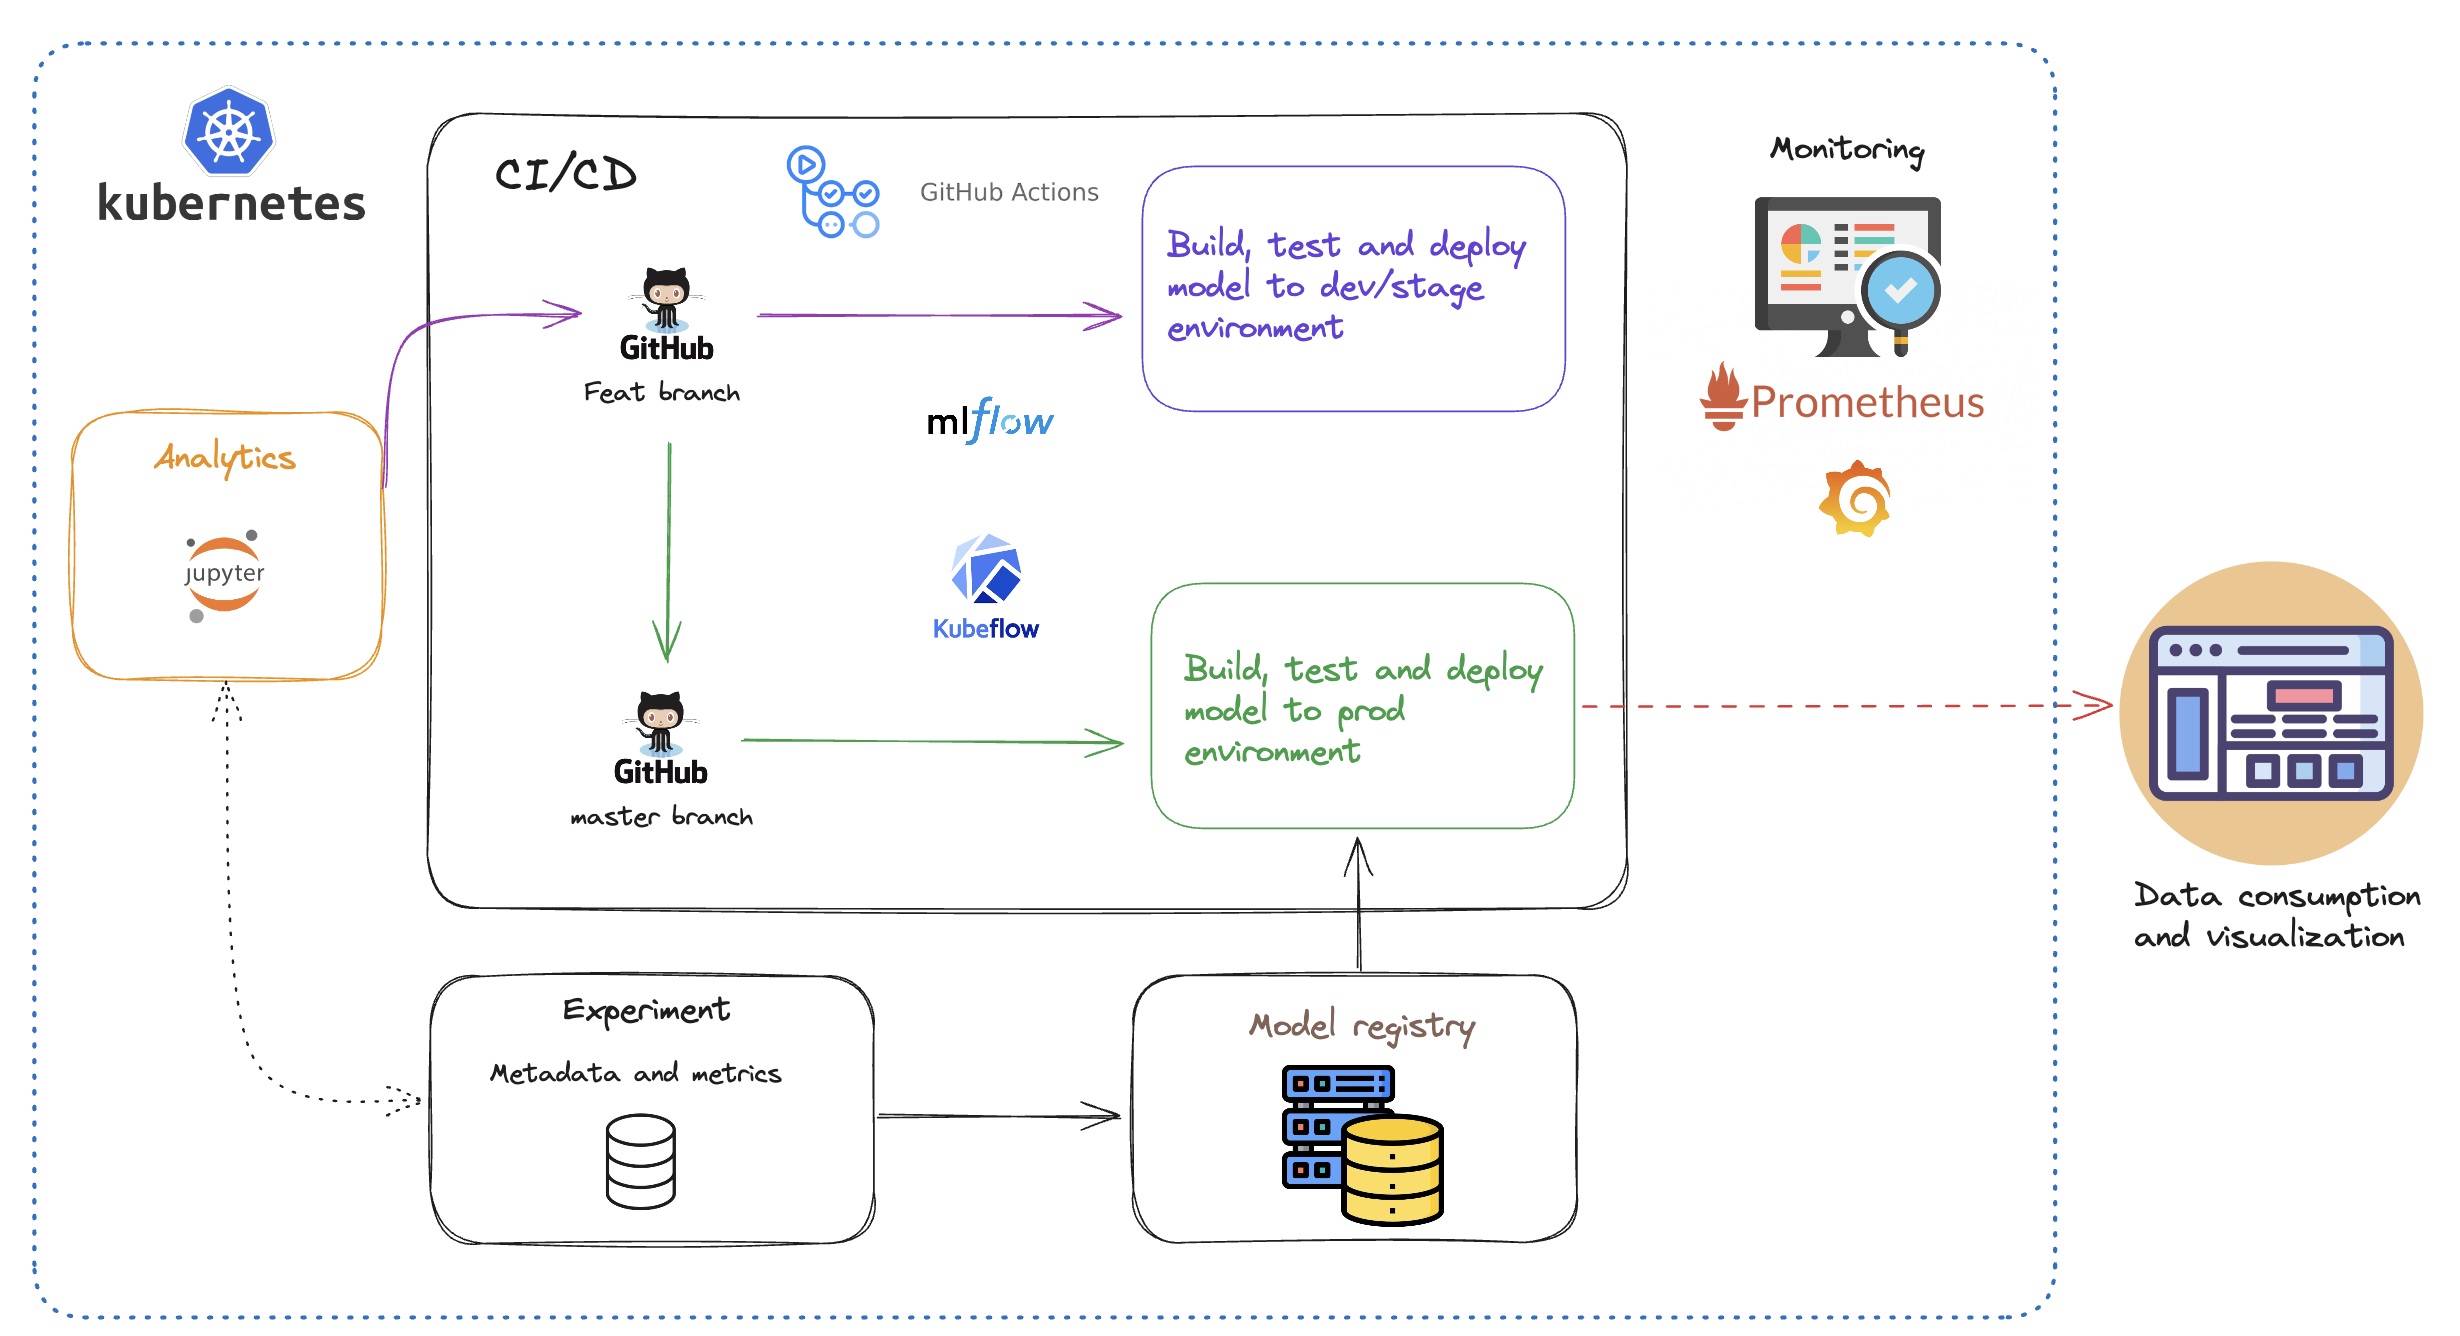 kubernetes
CI/CD
GitHub Actions
Build, test and deploy
model to dev/stage
environment
GitHub
Feat branch
mlflow
Kubeflow
Monitoring
Prometheus
Analytics
jupyter
GitHub
master branch
Build, test and deploy
model to prod
environment
Data consumption
and visualization
Experiment
Metadata and metrics
Model registry